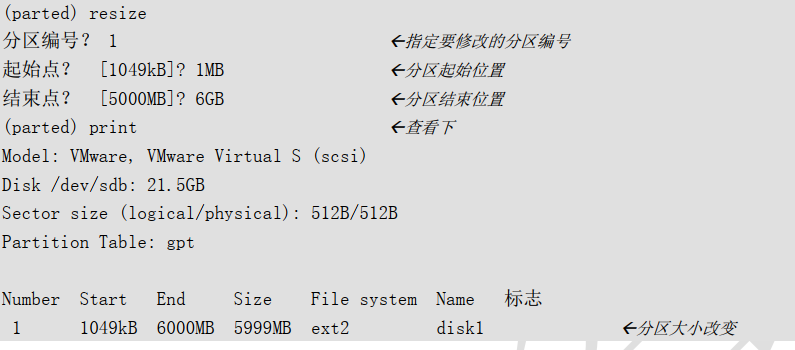 (parted) resize
分区编号？ 1 ←指定要修改的分区编号
起始点？ [1049kB]? 1MB ←分区起始位置
结束点？ [5000MB]? 6GB ←分区结束位置
(parted) print ←查看下
Model: VMware, VMware Virtual S (scsi)
Disk /dev/sdb: 21.5GB
Sector size (logical/physical): 512B/512B
Partition Table: gpt
Number Start End Size File system Name 标志
1 1049kB 6000MB 5999MB ext2 disk1 ←分区大小改变